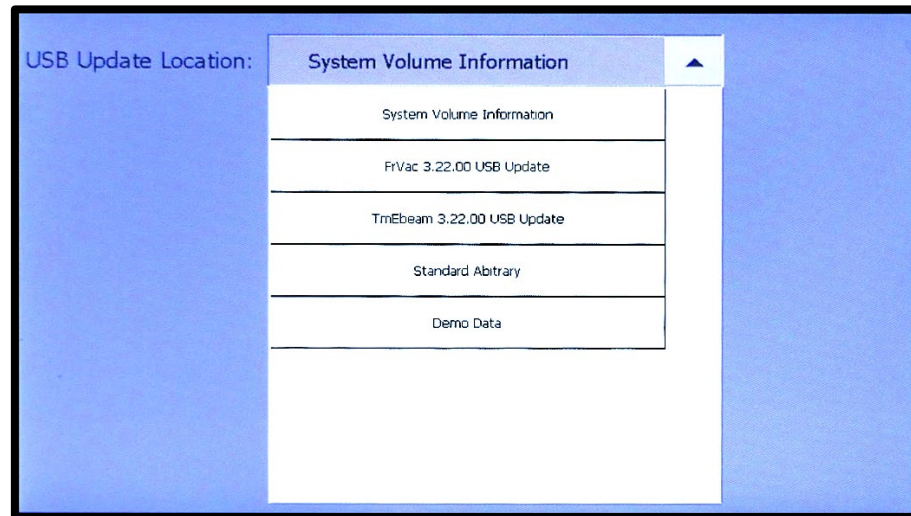 USB Update Location:
System Volume Information
System Volume Information
FrVac 3.22.00 USB Update
TmEbeam 3.22.00 USB Update
Standard Abitrary
Demo Data